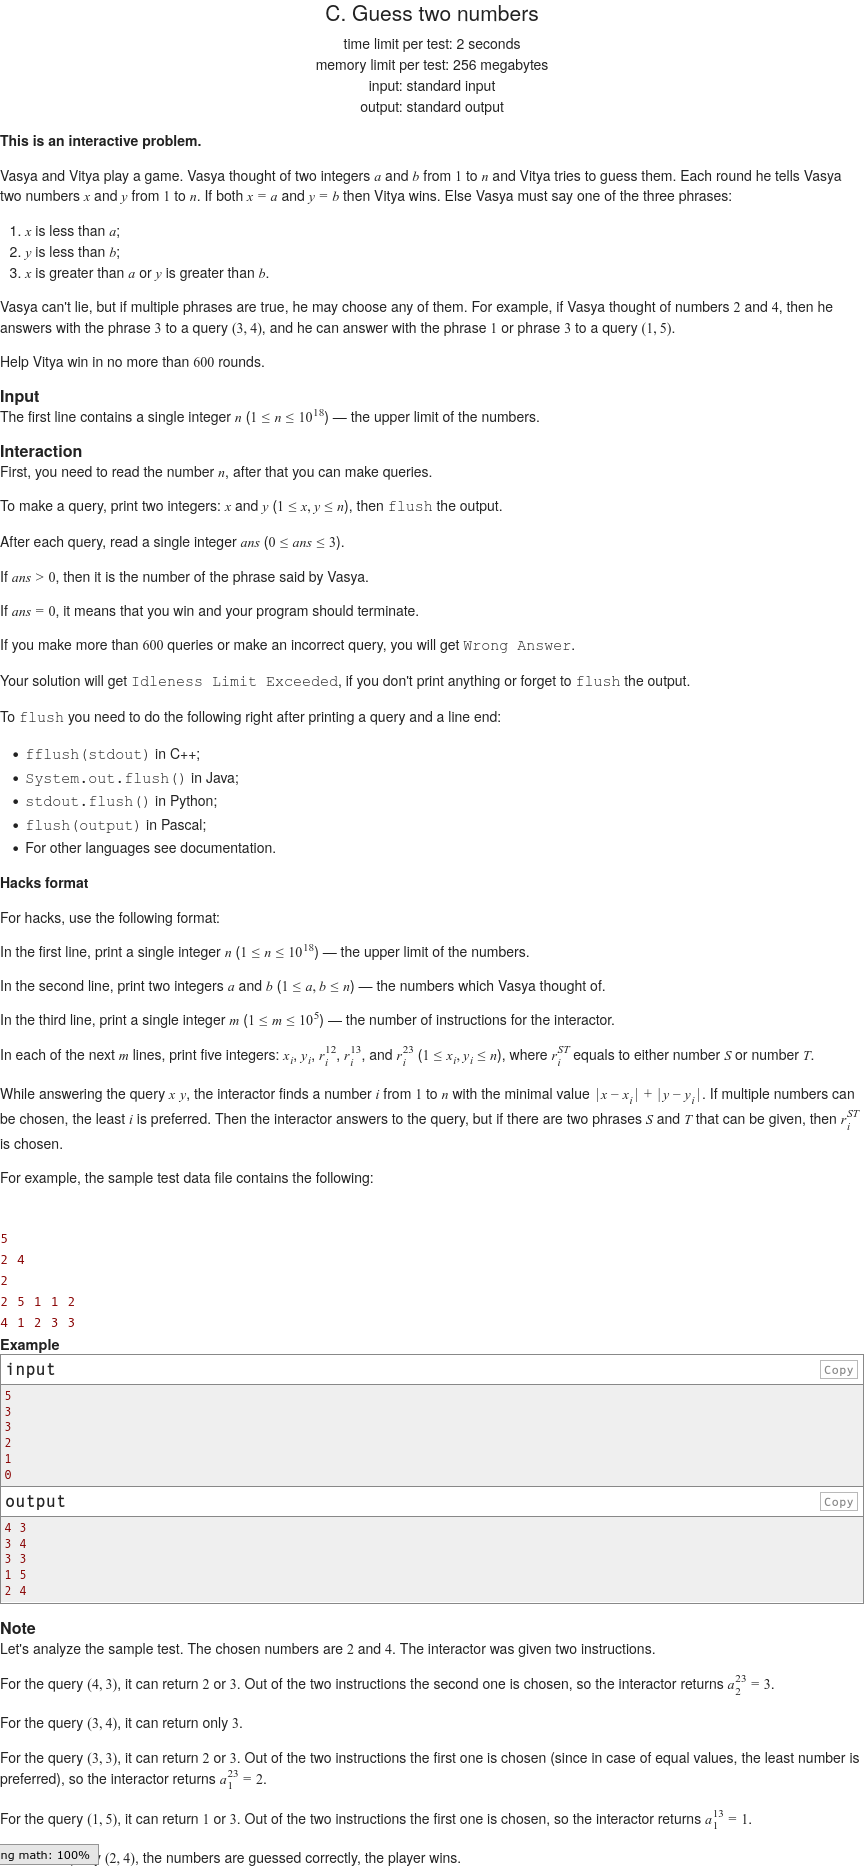 C. Guess two numbers
time limit per test: 2 seconds
memory limit per test: 256 megabytes
input: standard input
output: standard output
This is an interactive problem.
Vasya and Vitya play a game. Vasya thought of two integers a and b from 1 to n and Vitya tries to guess them. Each round he tells Vasya
two numbers x and y from 1 to n. If both x = a and y = b then Vitya wins. Else Vasya must say one of the three phrases:
1. x is less than a;
2. y is less than b;
3. x is greater than a or y is greater than b.
Vasya can't lie, but if multiple phrases are true, he may choose any of them. For example, if Vasya thought of numbers 2 and 4, then he
answers with the phrase 3 to a query (3, 4), and he can answer with the phrase 1 or phrase 3 to a query (1, 5).
Help Vitya win in no more than 600 rounds.
Input
The first line contains a single integer n (1 ≤ n ≤ 10^18) — the upper limit of the numbers.
Interaction
First, you need to read the number n, after that you can make queries.
To make a query, print two integers: x and y (1 ≤ x, y ≤ n), then flush the output.
After each query, read a single integer ans (0 ≤ ans ≤ 3).
If ans > 0, then it is the number of the phrase said by Vasya.
If ans = 0, it means that you win and your program should terminate.
If you make more than 600 queries or make an incorrect query, you will get Wrong Answer.
Your solution will get Idleness Limit Exceeded, if you don't print anything or forget to flush the output.
To flush you need to do the following right after printing a query and a line end:
• fflush(stdout) in C++;
• System.out.flush() in Java;
• stdout.flush() in Python;
• flush(output) in Pascal;
• For other languages see documentation.
Hacks format
For hacks, use the following format:
In the first line, print a single integer n (1 ≤ n ≤ 10^18) — the upper limit of the numbers.
In the second line, print two integers a and b (1 ≤ a, b ≤ n) — the numbers which Vasya thought of.
In the third line, print a single integer m (1 ≤ m ≤ 10^5) — the number of instructions for the interactor.
In each of the next m lines, print five integers: x_i, y_i, r_i^12, r_i^13, and r_i^23 (1 ≤ x_i, y_i ≤ n), where r_i^ST equals to either number S or number T.
While answering the query x y, the interactor finds a number i from 1 to n with the minimal value |x − x_i| + |y − y_i|. If multiple numbers can
be chosen, the least i is preferred. Then the interactor answers to the query, but if there are two phrases S and T that can be given, then r_i^ST
is chosen.
For example, the sample test data file contains the following:
5
2 4
2
2 5 1 1 2
4 1 2 3 3
Example
input
Copy
5
3
3
2
1
0
output
Copy
4 3
3 4
3 3
1 5
2 4
Note
Let's analyze the sample test. The chosen numbers are 2 and 4. The interactor was given two instructions.
For the query (4, 3), it can return 2 or 3. Out of the two instructions the second one is chosen, so the interactor returns a_2^23 = 3.
For the query (3, 4), it can return only 3.
For the query (3, 3), it can return 2 or 3. Out of the two instructions the first one is chosen (since in case of equal values, the least number is
preferred), so the interactor returns a_1^23 = 2.
For the query (1, 5), it can return 1 or 3. Out of the two instructions the first one is chosen, so the interactor returns a_1^13 = 1.
ng math: 100% (2, 4), the numbers are guessed correctly, the player wins.